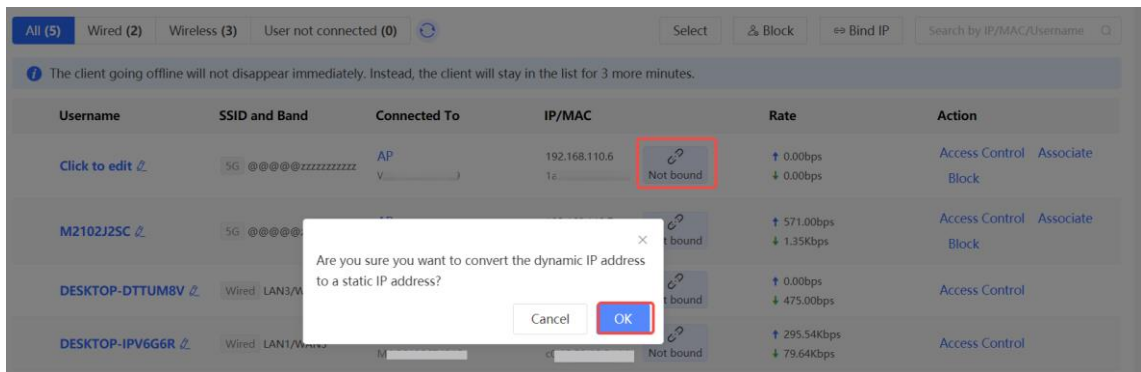 All (5) Wired (2) Wireless (3) User not connected (0) Select Block Bind IP Search by IP/MAC/Username
The client going offline will not disappear immediately. Instead, the client will stay in the list for 3 more minutes.
Username SSID and Band Connected To IP/MAC Rate Action
Click to edit 5G @@@@@zzzzzzzzzzz AP 192.168.110.6 Not bound 0.00bps Access Control Associate
V 1a 0.00bps Block
M2102J2SC 5G @@@@@ bound 571.00bps Access Control Associate
1.35Kbps Block
Are you sure you want to convert the dynamic IP address
to a static IP address?
DESKTOP-DTTUM8V Wired LAN3/W bound 0.00bps Access Control
475.00bps
Cancel OK
DESKTOP-IPV6G6R Wired LAN1/ Not bound 295.54Kbps Access Control
79.64Kbps